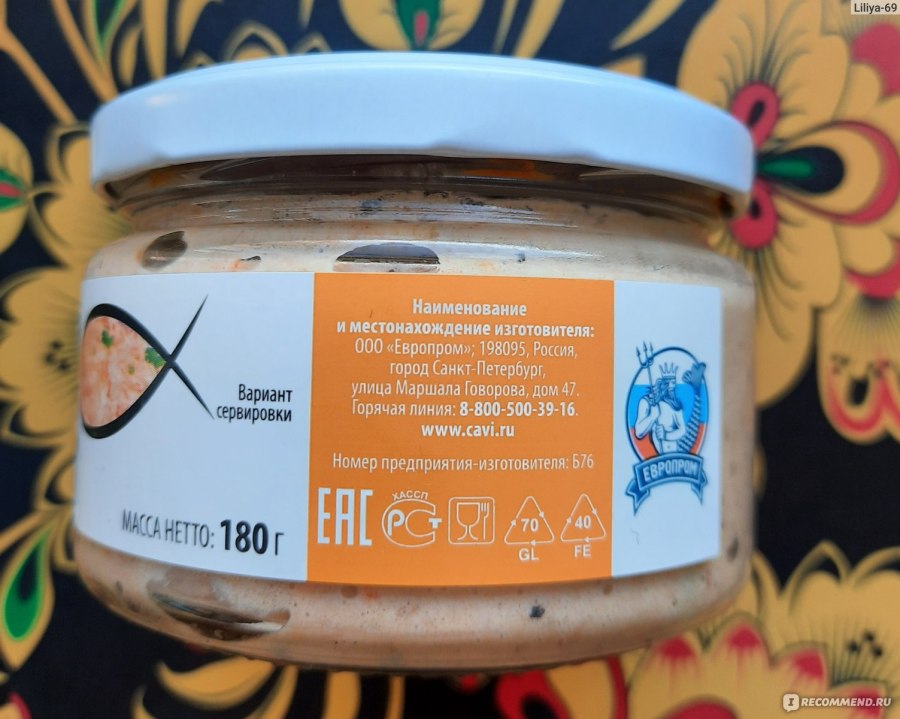 Liliya-69
Вариант
сервировки
МАССА НЕТТО: 180 г
Наименование
и местонахождение изготовителя:
ООО «Европром»; 198095, Россия,
город Санкт-Петербург,
улица Маршала Говорова, дом 47.
Горячая линия: 8-800-500-39-16.
www.cavi.ru
Номер предприятия-изготовителя: Б76
ЕАС
ХАССП
РСТ
70
GL
40
FE
ЕВРОПРОМ
I RECOMMEND.RU